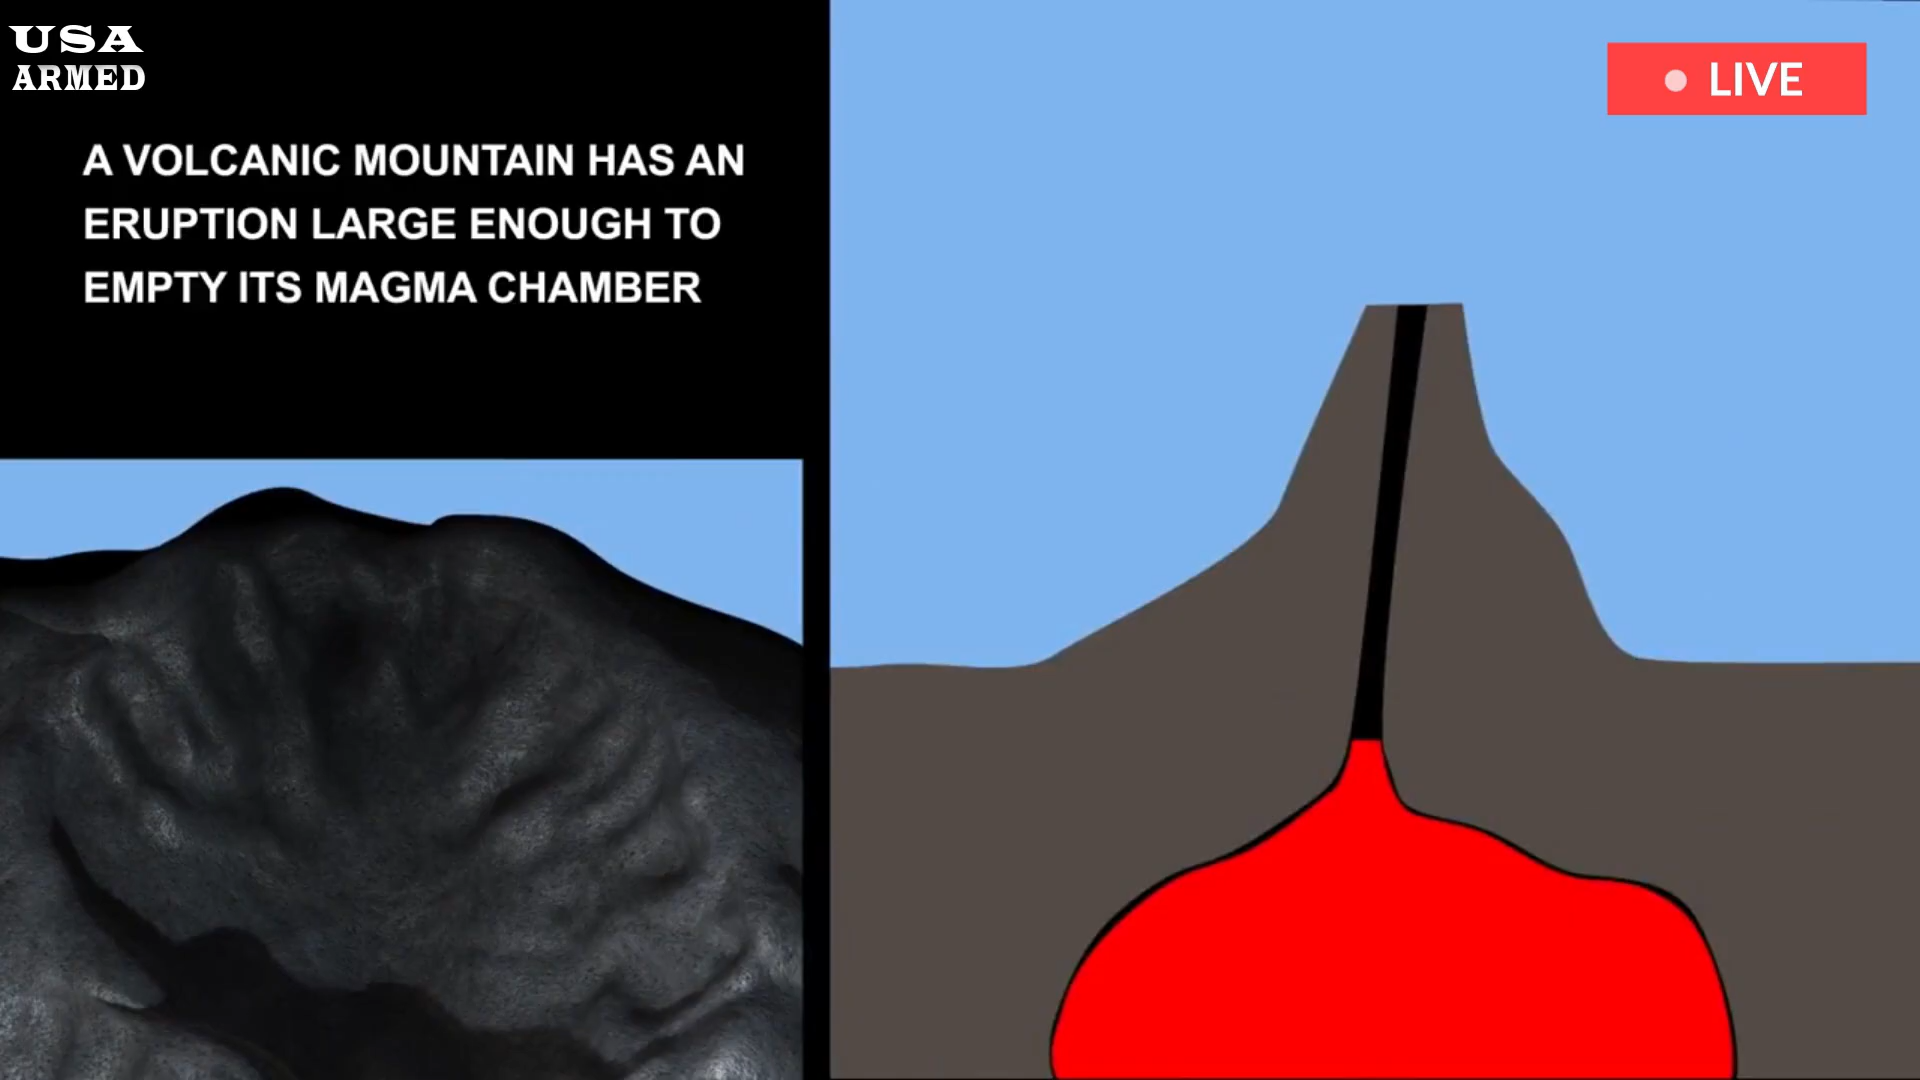 USA
ARMED
LIVE
A VOLCANIC MOUNTAIN HAS AN
ERUPTION LARGE ENOUGH TO
EMPTY ITS MAGMA CHAMBER